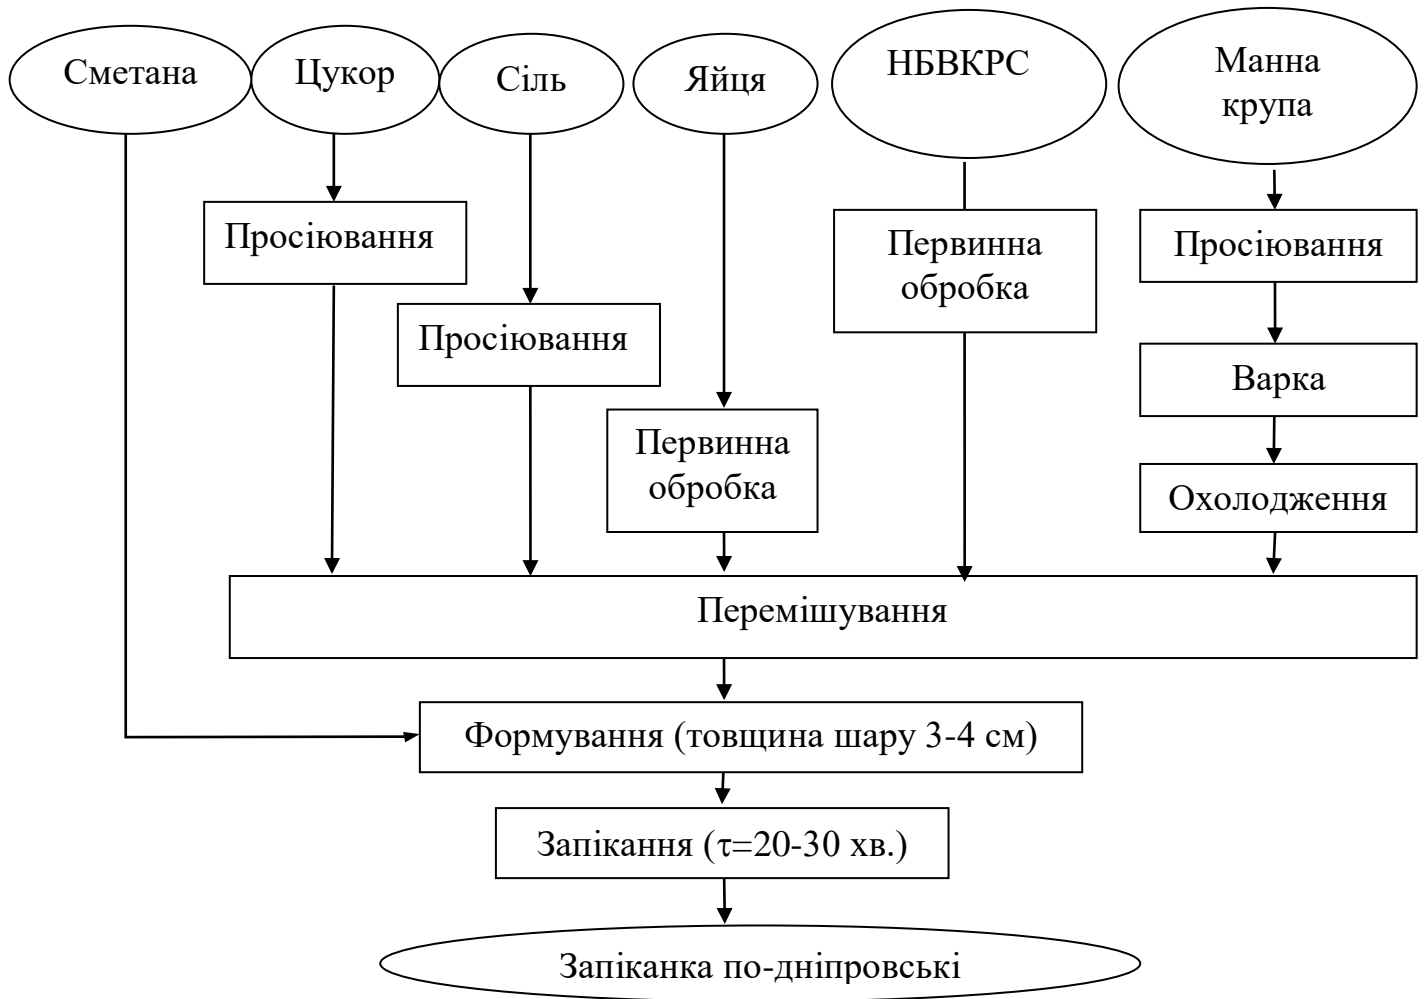 Сметана
Цукор
Сіль
Яйця
НБВКРС
Манна
крупа
Просіювання
Просіювання
Первинна
обробка
Первинна
обробка
Просіювання
Варка
Охолодження
Перемішування
Формування (товщина шару 3-4 см)
Запікання (τ=20-30 хв.)
Запіканка по-дніпровські